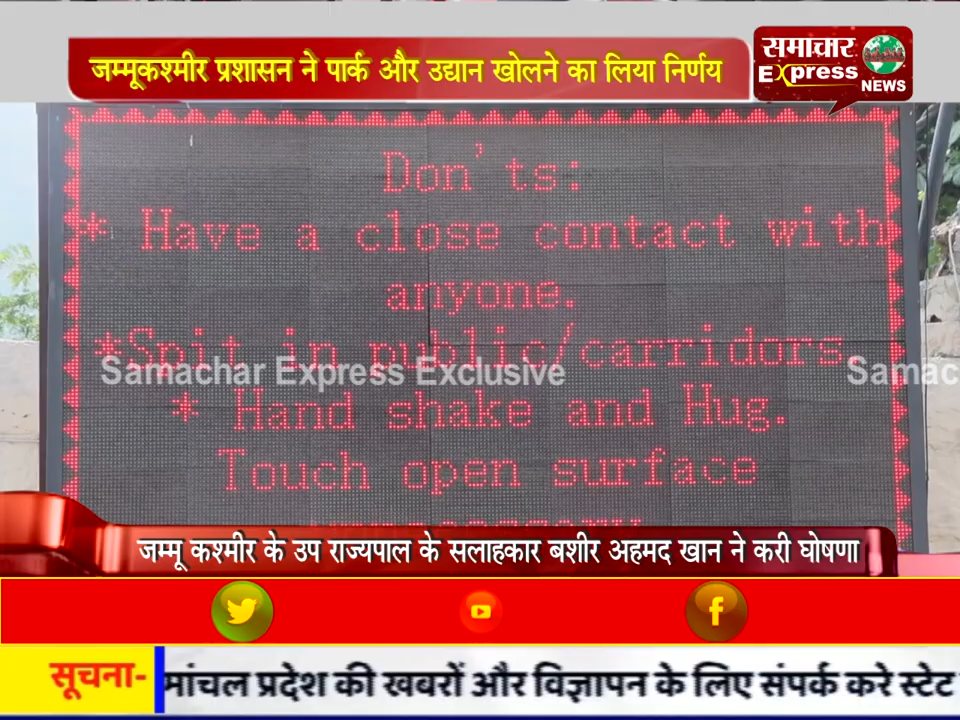 जम्मूकश्मीर प्रशासन ने पार्क और उद्यान खोलने का लिया निर्णय
समाचार
Express
NEWS
Don'ts:
* Have a close contact with
anyone.
*Spit in public/carridors.
Samachar Express Exclusive
* Hand shake and Hug.
Touch open surface
जम्मू कश्मीर के उप राज्यपाल के सलाहकार बशीर अहमद खान ने करी घोषणा
सूचना- मांचल प्रदेश की खबरों और विज्ञापन के लिए संपर्क करे स्टेट